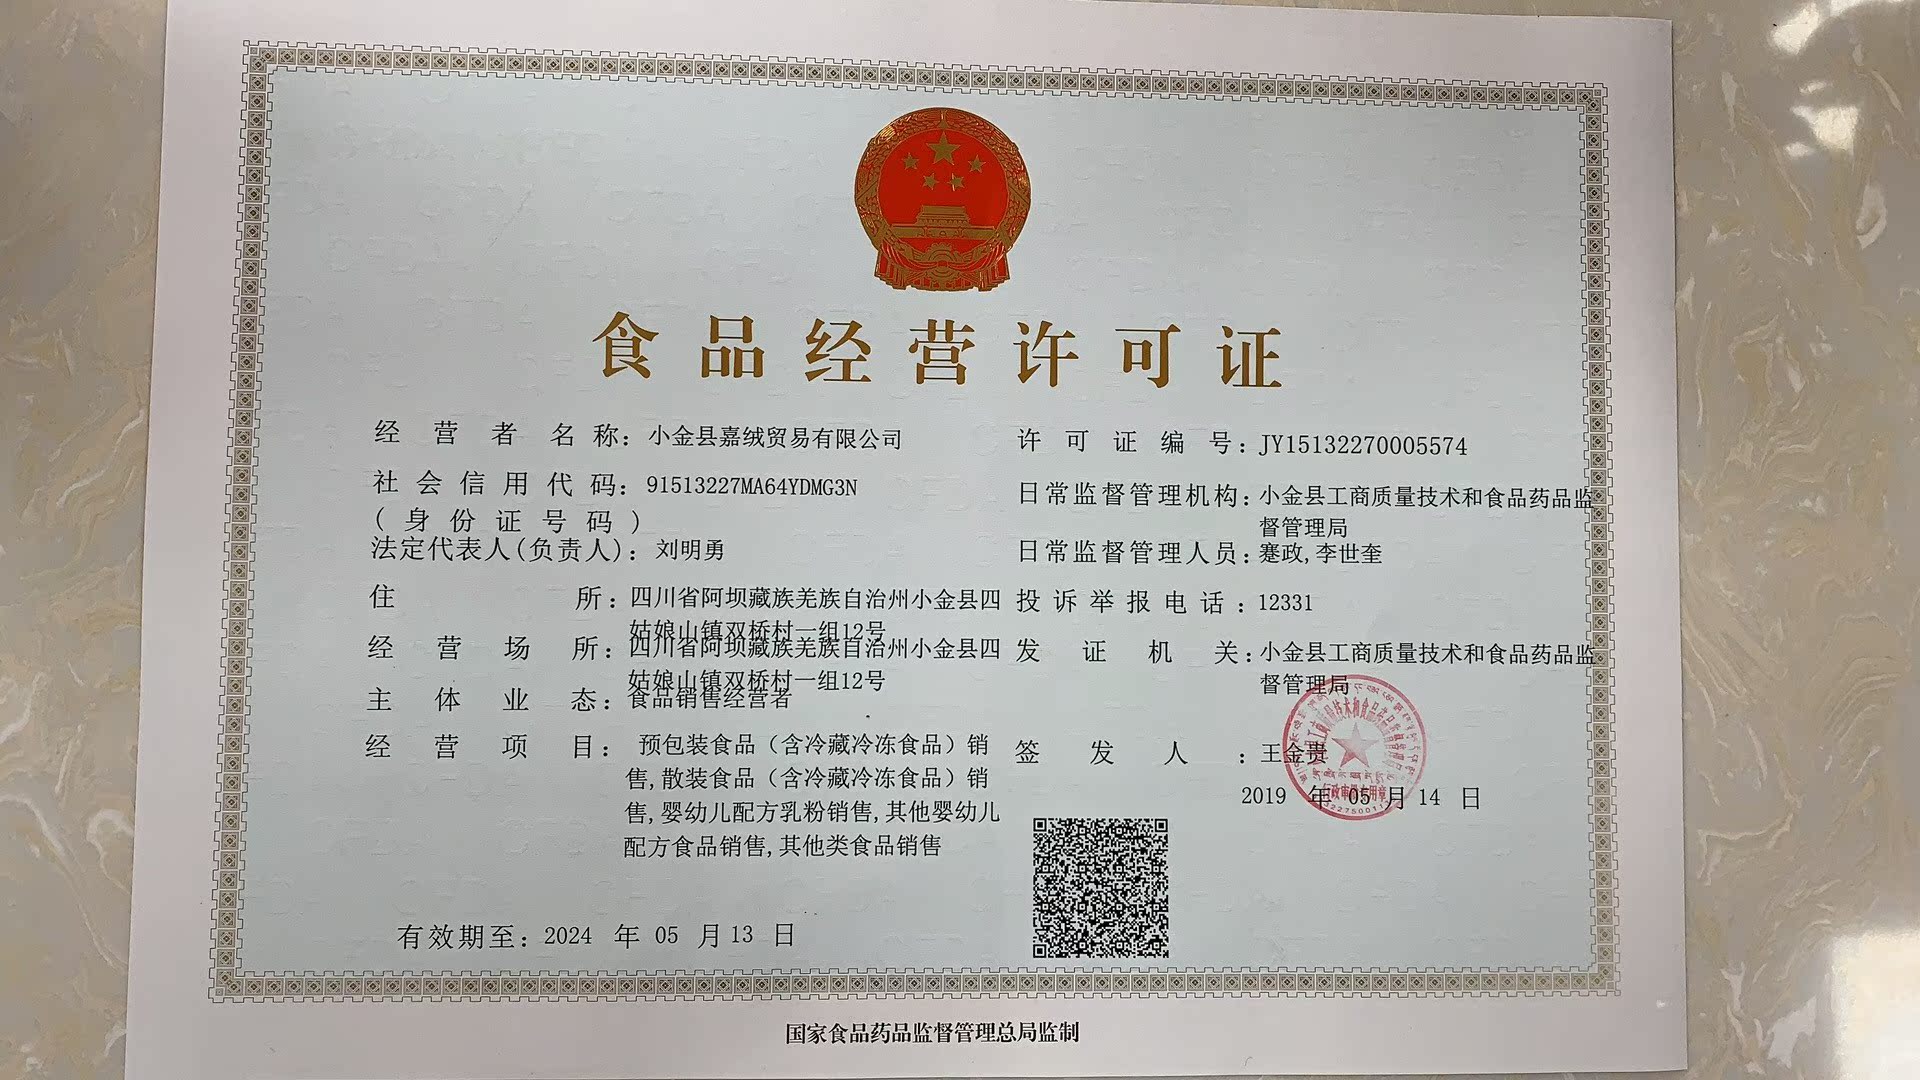 食品经营许可证
经营者名称：小金县嘉绒贸易有限公司
社会信用代码：91513227MA64YDMG3N
(身份证号码)
法定代表人(负责人)：刘明勇
住所：四川省阿坝藏族羌族自治州小金县四
姑娘山镇双桥村一组12号
经营场所：四川省阿坝藏族羌族自治州小金县四
姑娘山镇双桥村一组12号
主体业态：食品销售经营者
经营项目：预包装食品（含冷藏冷冻食品）销
售,散装食品（含冷藏冷冻食品）销
售,婴幼儿配方乳粉销售,其他婴幼儿
配方食品销售,其他类食品销售
有效期至：2024 年 05 月 13 日
许可证编号：JY15132270005574
日常监督管理机构：小金县工商质量技术和食品药品监
督管理局
日常监督管理人员：蹇政,李世奎
投诉举报电话：12331
发证机关：小金县工商质量技术和食品药品监
督管理局
签发人：王金贵
2019 年 05 月 14 日
国家食品药品监督管理总局监制